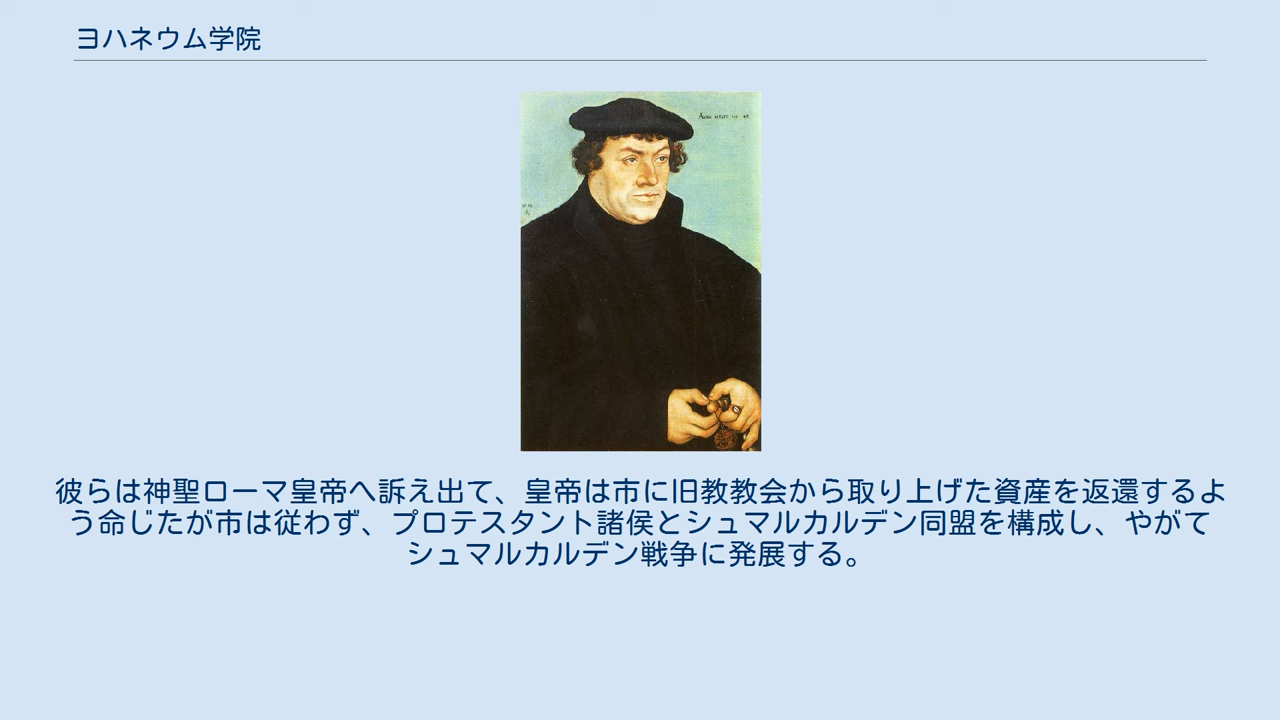 ヨハネウム学院
彼らは神聖ローマ皇帝へ訴え出て、皇帝は市に旧教教会から取り上げた資産を返還するよ
う命じたが市は従わず、プロテスタント諸侯とシュマルカルデン同盟を構成し、やがて
シュマルカルデン戦争に発展する。